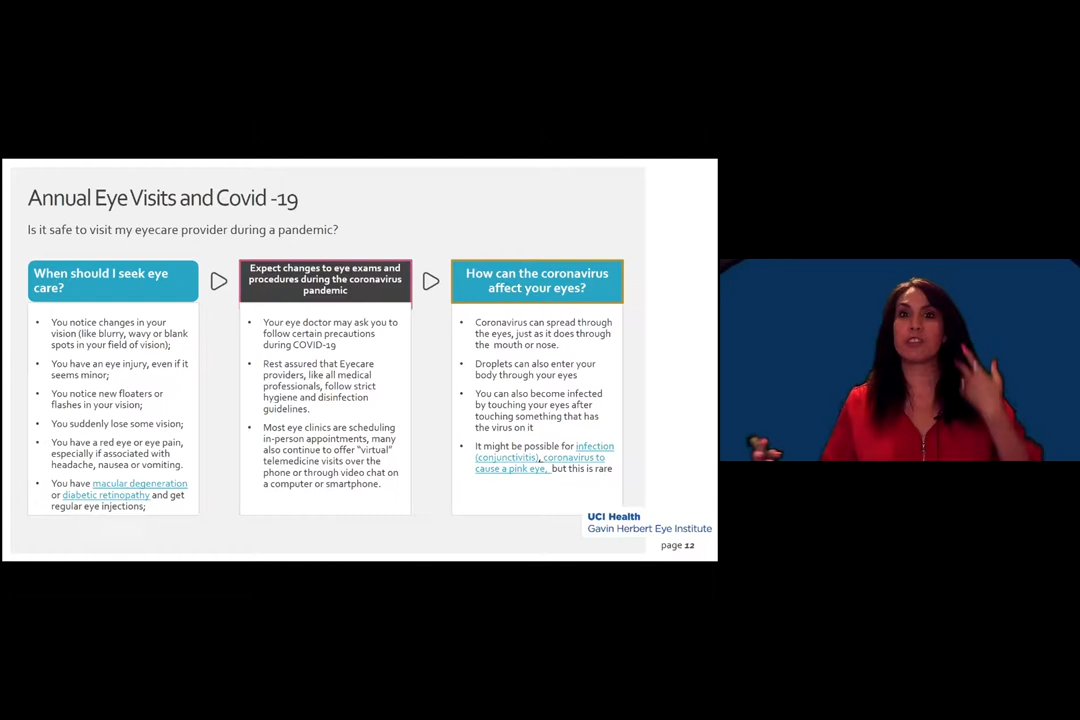 Annual Eye Visits and Covid -19
Is it safe to visit my eyecare provider during a pandemic?
When should I seek eye
care?
• You notice changes in your
vision (like blurry, wavy or blank
spots in your field of vision);
• You have an eye injury, even if it
seems minor;
• You notice new floaters or
flashes in your vision;
• You suddenly lose some vision;
• You have a red eye or eye pain,
especially if associated with
headache, nausea or vomiting.
• You have macular degeneration
or diabetic retinopathy and get
regular eye injections;
Expect changes to eye exams and
procedures during the coronavirus
pandemic
• Your eye doctor may ask you to
follow certain precautions
during COVID-19
• Rest assured that Eyecare
providers, like all medical
professionals, follow strict
hygiene and disinfection
guidelines.
• Most eye clinics are scheduling
in-person appointments, many
also continue to offer “virtual”
telemedicine visits over the
phone or through video chat on
a computer or smartphone.
How can the coronavirus
affect your eyes?
• Coronavirus can spread through
the eyes, just as it does through
the mouth or nose.
• Droplets can also enter your
body through your eyes
• You can also become infected
by touching your eyes after
touching something that has
the virus on it
• It might be possible for infection
(conjunctivitis), coronavirus to
cause a pink eye, but this is rare
UCI Health
Gavin Herbert Eye Institute
page 12